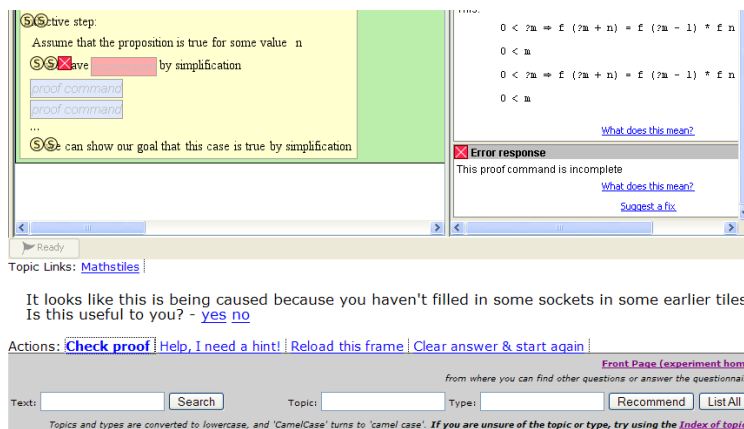 ctive step:
Assume that the proposition is true for some value n
ave by simplification
proof command
proof command
...
e can show our goal that this case is true by simplification
0 < ?m ⇒ f (?m + n) = f (?m - 1) * f n
0 < m
0 < ?m ⇒ f (?m + n) = f (?m - 1) * f n
0 < m
What does this mean?
Error response
This proof command is incomplete
What does this mean?
Suggest a fix
Ready
Topic Links: Mathstiles
It looks like this is being caused because you haven't filled in some sockets in some earlier tiles
Is this useful to you? - yes no
Actions: Check proof Help, I need a hint! Reload this frame Clear answer & start again
Front Page (experiment hom
from where you can find other questions or answer the questionnai
Text: Search Topic: Type: Recommend List All
Topics and types are converted to lowercase, and 'CamelCase' turns to 'camel case'. If you are unsure of the topic or type, try using the Index of topic